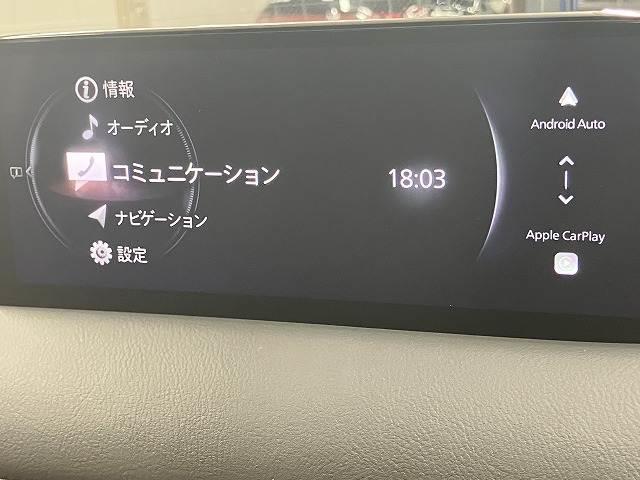 情報
オーディオ
コミュニケーション
ナビゲーション
設定
18:03
Android Auto
Apple CarPlay